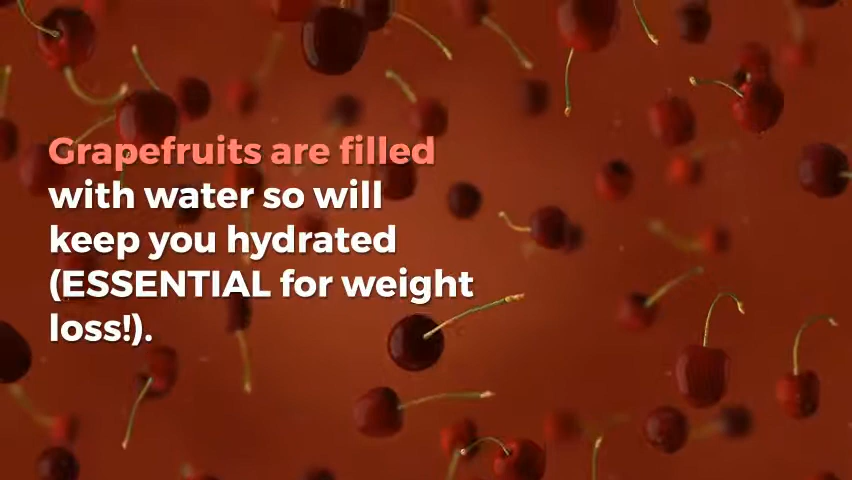 Grapefruits are filled
with water so will
keep you hydrated
(ESSENTIAL for weight
loss!).